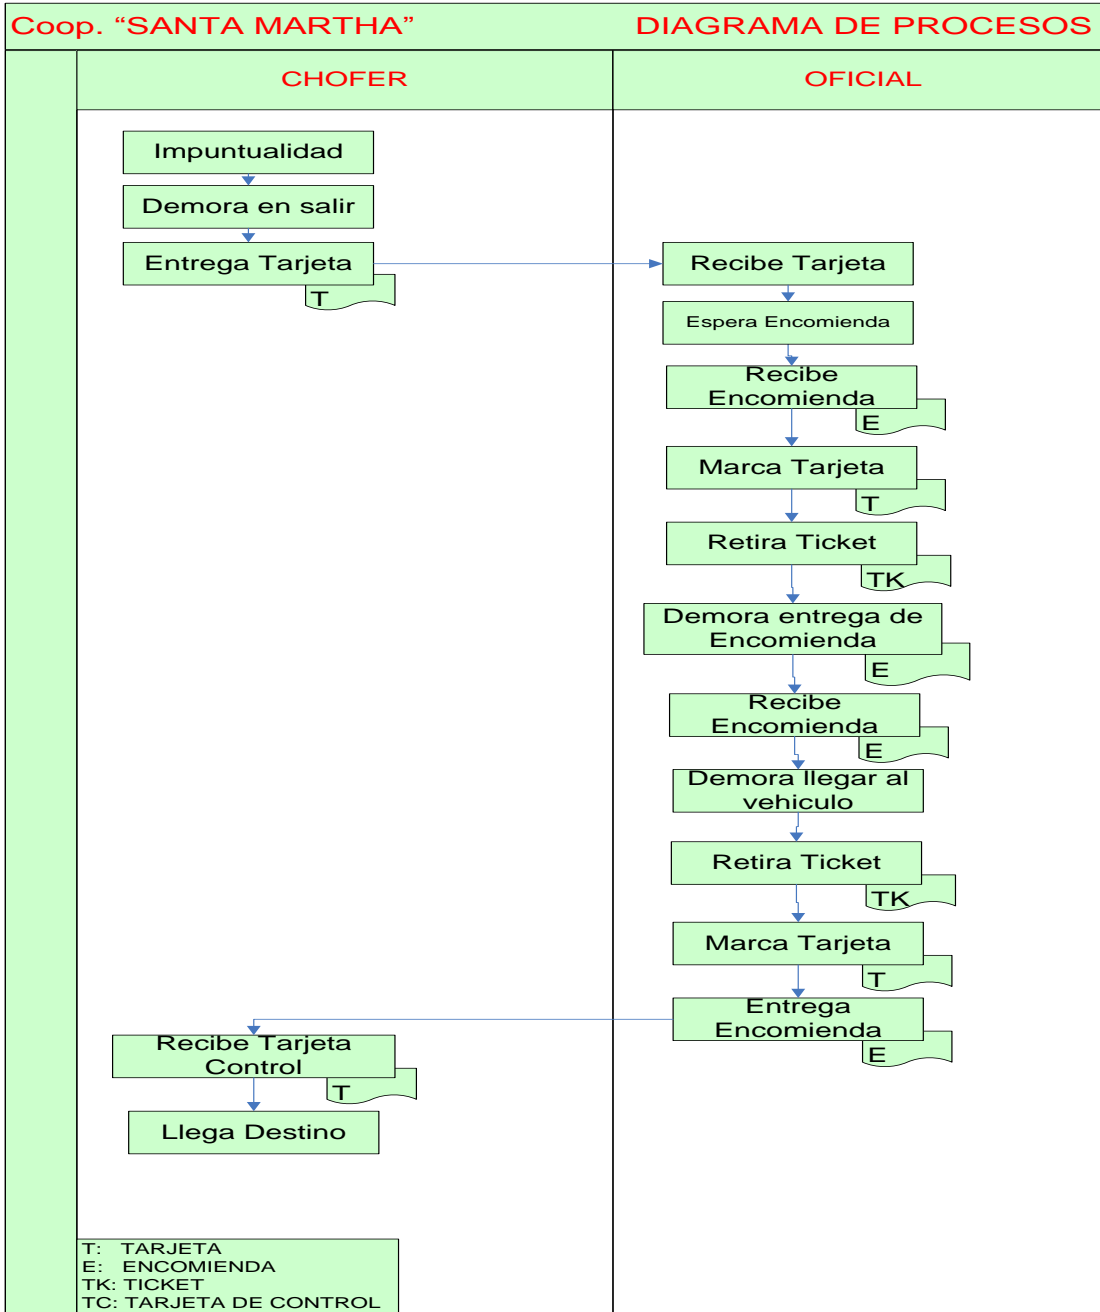 Coop. “SANTA MARTHA”
DIAGRAMA DE PROCESOS
CHOFER
OFICIAL
Impuntualidad
Demora en salir
Entrega Tarjeta
T
Recibe Tarjeta
Espera Encomienda
Recibe
Encomienda
E
Marca Tarjeta
T
Retira Ticket
TK
Demora entrega de
Encomienda
E
Recibe
Encomienda
E
Demora llegar al
vehiculo
Retira Ticket
TK
Marca Tarjeta
T
Entrega
Encomienda
E
Recibe Tarjeta
Control
T
Llega Destino
T: TARJETA
E: ENCOMIENDA
TK: TICKET
TC: TARJETA DE CONTROL